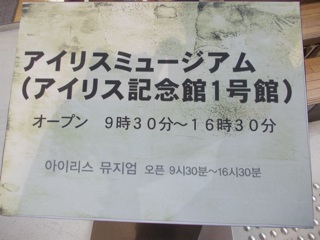 アイリスミュージアム
(アイリス記念館1号館)
オープン 9時30分～16時30分
아이리스 뮤지엄 오픈 9시30분~16시30분